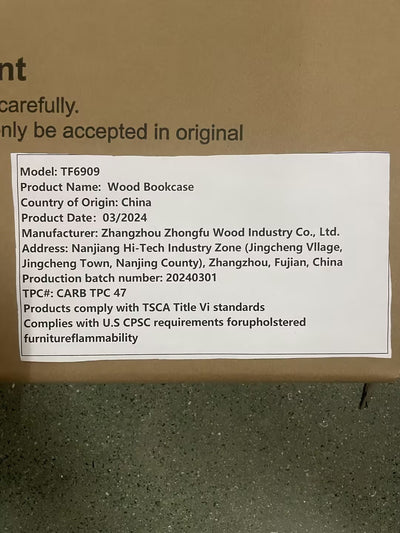 nt
carefully.
only be accepted in original
Model: TF6909
Product Name: Wood Bookcase
Country of Origin: China
Product Date: 03/2024
Manufacturer: Zhangzhou Zhongfu Wood Industry Co., Ltd.
Address: Nanjiang Hi-Tech Industry Zone (Jingcheng Vllage,
Jingcheng Town, Nanjing County), Zhangzhou, Fujian, China
Production batch number: 20240301
TPC#: CARB TPC 47
Products comply with TSCA Title Vi standards
Complies with U.S CPSC requirements forupholstered
furnitureflammability